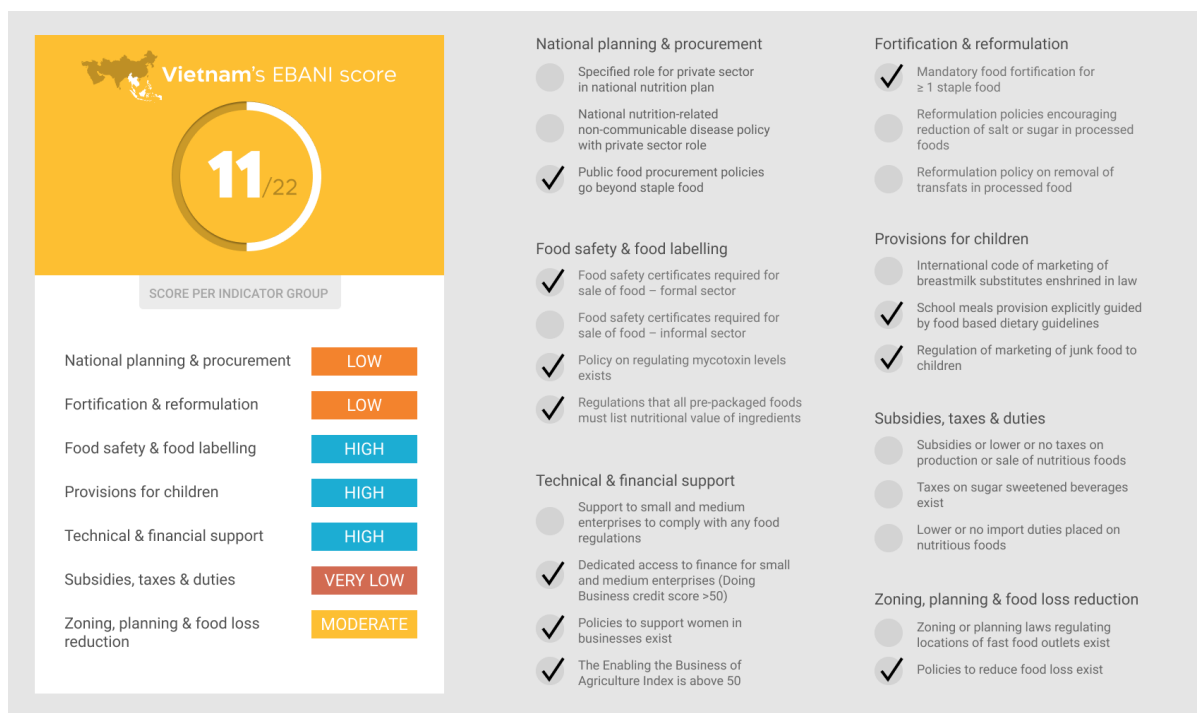 Vietnam's EBANI score
11/22
SCORE PER INDICATOR GROUP
National planning & procurement LOW
Fortification & reformulation LOW
Food safety & food labelling HIGH
Provisions for children HIGH
Technical & financial support HIGH
Subsidies, taxes & duties VERY LOW
Zoning, planning & food loss
reduction
MODERATE
National planning & procurement
Specified role for private sector
in national nutrition plan
National nutrition-related
non-communicable disease policy
with private sector role
Public food procurement policies
go beyond staple food
Food safety & food labelling
Food safety certificates required for
sale of food – formal sector
Food safety certificates required for
sale of food – informal sector
Policy on regulating mycotoxin levels
exists
Regulations that all pre-packaged foods
must list nutritional value of ingredients
Technical & financial support
Support to small and medium
enterprises to comply with any food
regulations
Dedicated access to finance for small
and medium enterprises (Doing
Business credit score >50)
Policies to support women in
businesses exist
The Enabling the Business of
Agriculture Index is above 50
Fortification & reformulation
Mandatory food fortification for
≥ 1 staple food
Reformulation policies encouraging
reduction of salt or sugar in processed
foods
Reformulation policy on removal of
transfats in processed food
Provisions for children
International code of marketing of
breastmilk substitutes enshrined in law
School meals provision explicitly guided
by food based dietary guidelines
Regulation of marketing of junk food to
children
Subsidies, taxes & duties
Subsidies or lower or no taxes on
production or sale of nutritious foods
Taxes on sugar sweetened beverages
exist
Lower or no import duties placed on
nutritious foods
Zoning, planning & food loss reduction
Zoning or planning laws regulating
locations of fast food outlets exist
Policies to reduce food loss exist